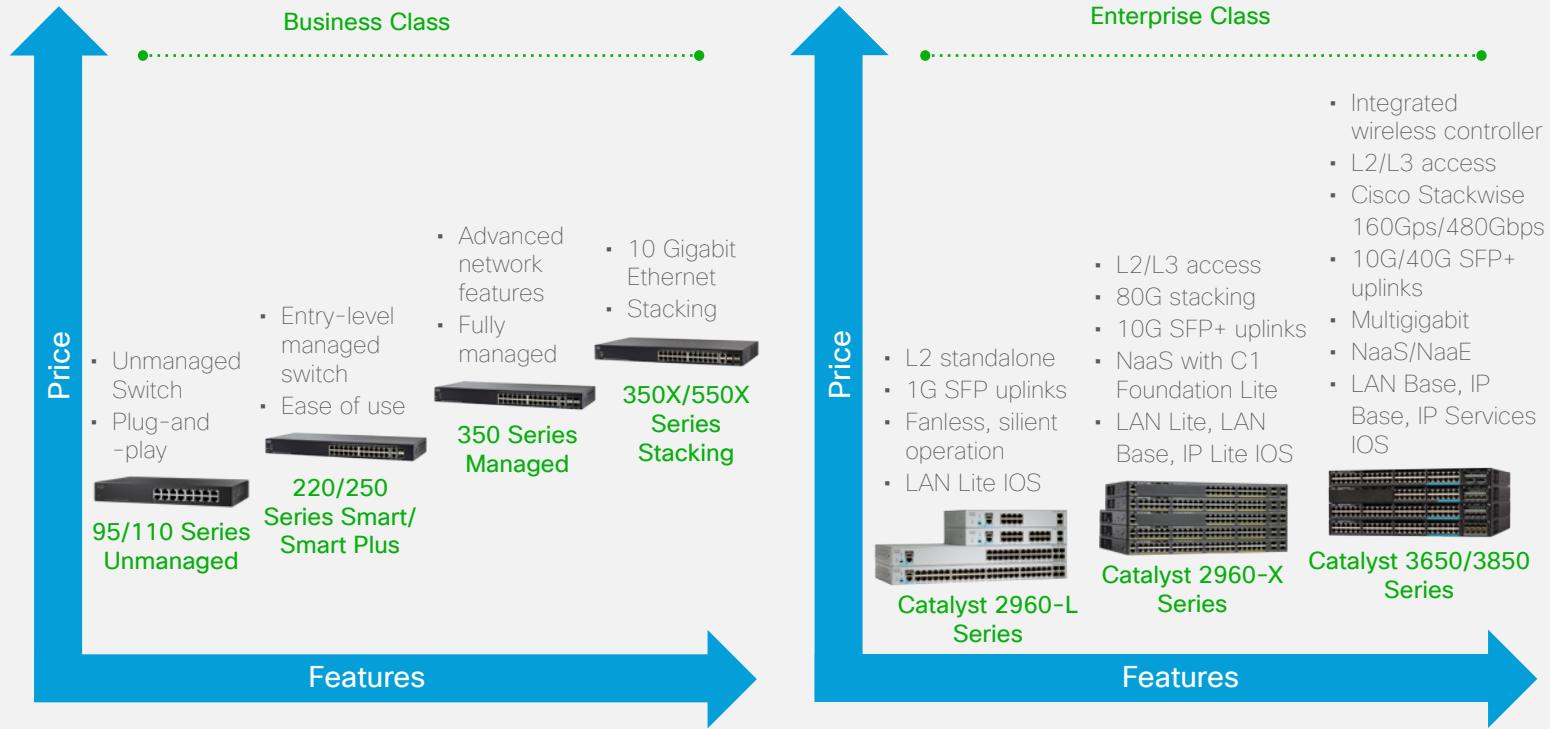 Business Class
Price
▪ Unmanaged
Switch
▪ Plug-and
-play
95/110 Series
Unmanaged
▪ Entry-level
managed
switch
▪ Ease of use
220/250
Series Smart/
Smart Plus
▪ Advanced
network
features
▪ Fully
managed
350 Series
Managed
▪ 10 Gigabit
Ethernet
▪ Stacking
350X/550X
Series
Stacking
Features
Enterprise Class
Price
▪ L2 standalone
▪ 1G SFP uplinks
▪ Fanless, silient
operation
▪ LAN Lite IOS
Catalyst 2960-L
Series
▪ L2/L3 access
▪ 80G stacking
▪ 10G SFP+ uplinks
▪ NaaS with C1
Foundation Lite
▪ LAN Lite, LAN
Base, IP Lite IOS
Catalyst 2960-X
Series
▪ Integrated
wireless controller
▪ L2/L3 access
▪ Cisco Stackwise
160Gps/480Gbps
▪ 10G/40G SFP+
uplinks
▪ Multigigabit
▪ NaaS/NaaE
▪ LAN Base, IP
Base, IP Services
IOS
Catalyst 3650/3850
Series
Features